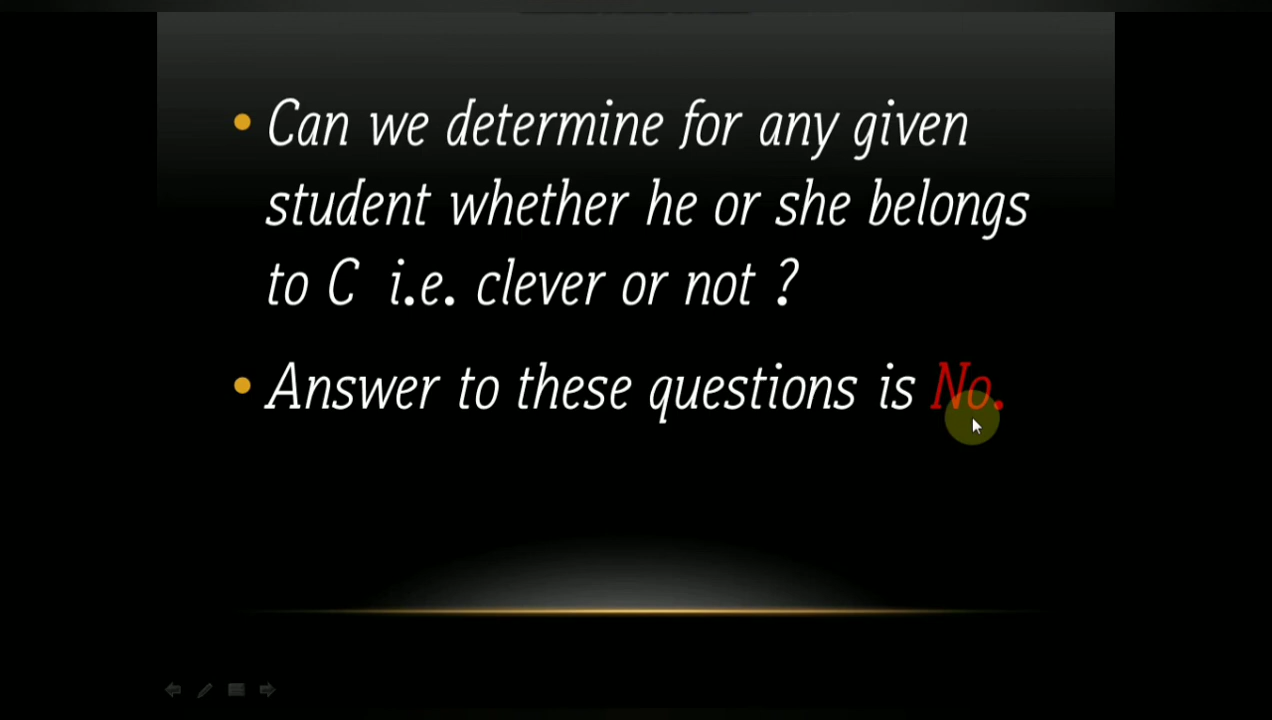 • Can we determine for any given
student whether he or she belongs
to C i.e. clever or not ?
• Answer to these questions is No.